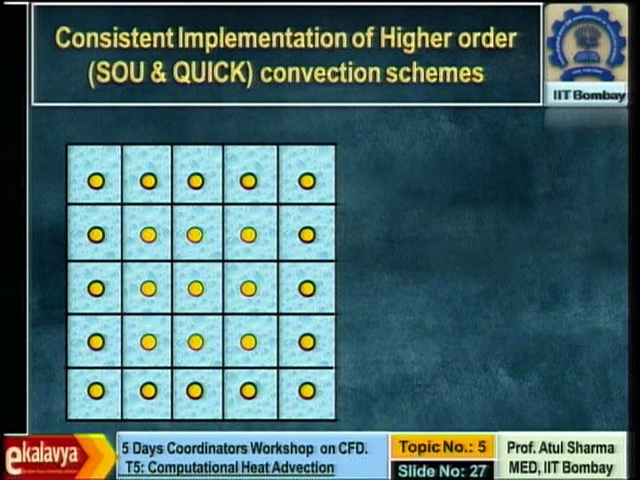 Consistent Implementation of Higher order
(SOU & QUICK) convection schemes
IIT Bombay
ekalavya
5 Days Coordinators Workshop on CFD.
T5: Computational Heat Advection
Topic No.: 5
Slide No: 27
Prof. Atul Sharma
MED, IIT Bombay